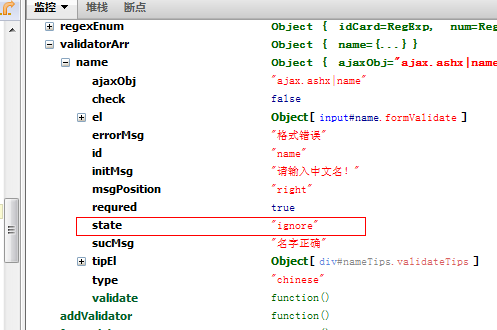 监控 堆栈 断点
regexEnum Object { idCard=RegExp, num=Reg
validatorArr Object { name={...} }
name Object { ajaxObj="ajax.ashx|name
ajaxObj "ajax.ashx|name"
check false
el Object[ input#name.formValidate ]
errorMsg "格式错误"
id "name"
initMsg "请输入中文名！"
msgPosition "right"
requred true
state "ignore"
sucMsg "名字正确"
tipEl Object[ div#nameTips.validateTips ]
type "chinese"
validate function()
addValidator function()